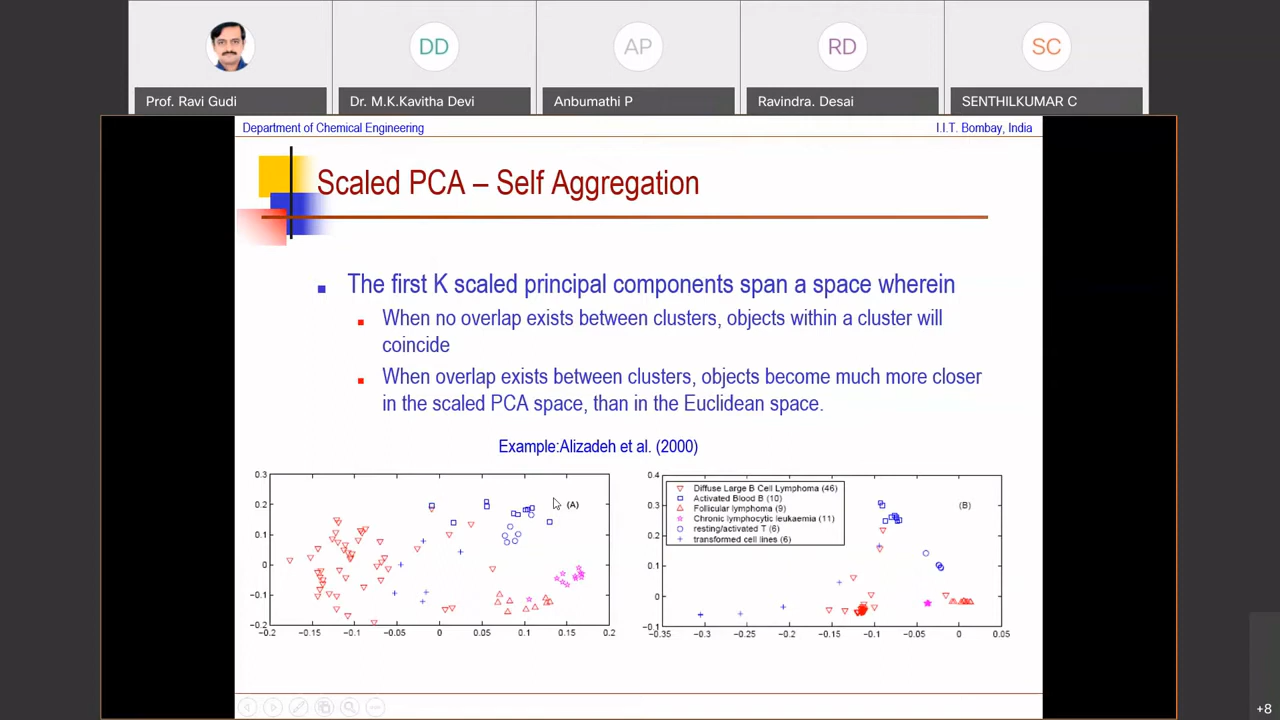 DD
AP
RD
SC
Prof. Ravi Gudi
Dr. M.K.Kavitha Devi
Anbumathi P
Ravindra. Desai
SENTHILKUMAR C
Department of Chemical Engineering
I.I.T. Bombay, India
Scaled PCA – Self Aggregation
The first K scaled principal components span a space wherein
When no overlap exists between clusters, objects within a cluster will
coincide
When overlap exists between clusters, objects become much more closer
in the scaled PCA space, than in the Euclidean space.
Example:Alizadeh et al. (2000)
0.3
0.2
0.1
0
-0.1
-0.2
-0.2 -0.15 -0.1 -0.05 0 0.05 0.1 0.15 0.2
(A)
0.4
0.3
0.2
0.1
0
-0.1
-0.35 -0.3 -0.25 -0.2 -0.15 -0.1 -0.05 0 0.05
Diffuse Large B Cell Lymphoma (46)
Activated Blood B (10)
Follicular lymphoma (9)
Chronic lymphocytic leukaemia (11)
resting/activated T (6)
transformed cell lines (6)
(B)
+8